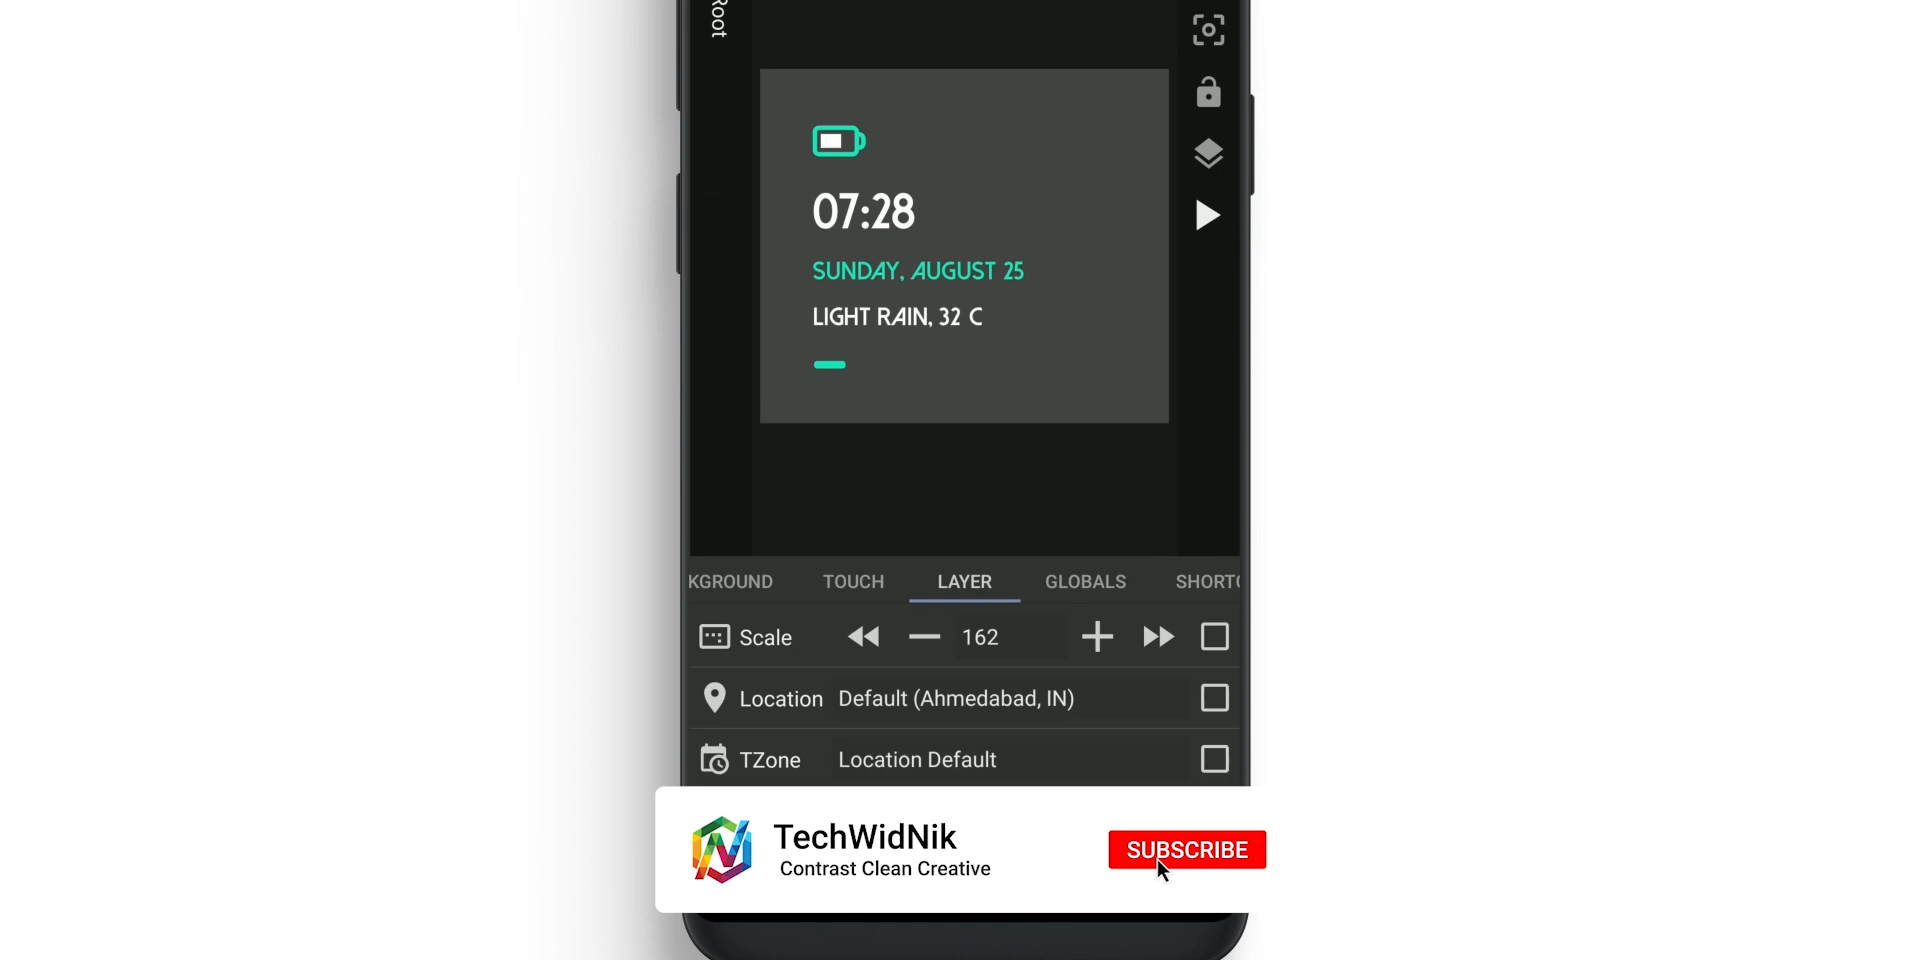 Root
07:28
SUNDAY, AUGUST 25
LIGHT RAIN, 32 C
KGROUND TOUCH LAYER GLOBALS SHORTC
Scale 162
Location Default (Ahmedabad, IN)
TZone Location Default
TechWidNik
Contrast Clean Creative
SUBSCRIBE